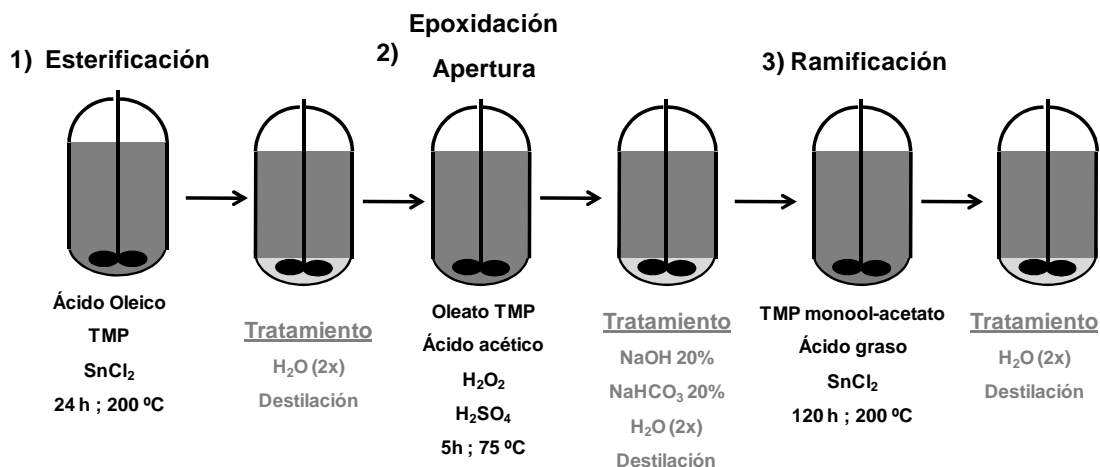 1) Esterificación
Ácido Oleico
TMP
SnCl₂
24 h ; 200 ºC
Tratamiento
H₂O (2x)
Destilación
2)
Epoxidación
Apertura
Oleato TMP
Ácido acético
H₂O₂
H₂SO₄
5h ; 75 ºC
Tratamiento
NaOH 20%
NaHCO₃ 20%
H₂O (2x)
Destilación
3) Ramificación
TMP monool-acetato
Ácido graso
SnCl₂
120 h ; 200 ºC
Tratamiento
H₂O (2x)
Destilación